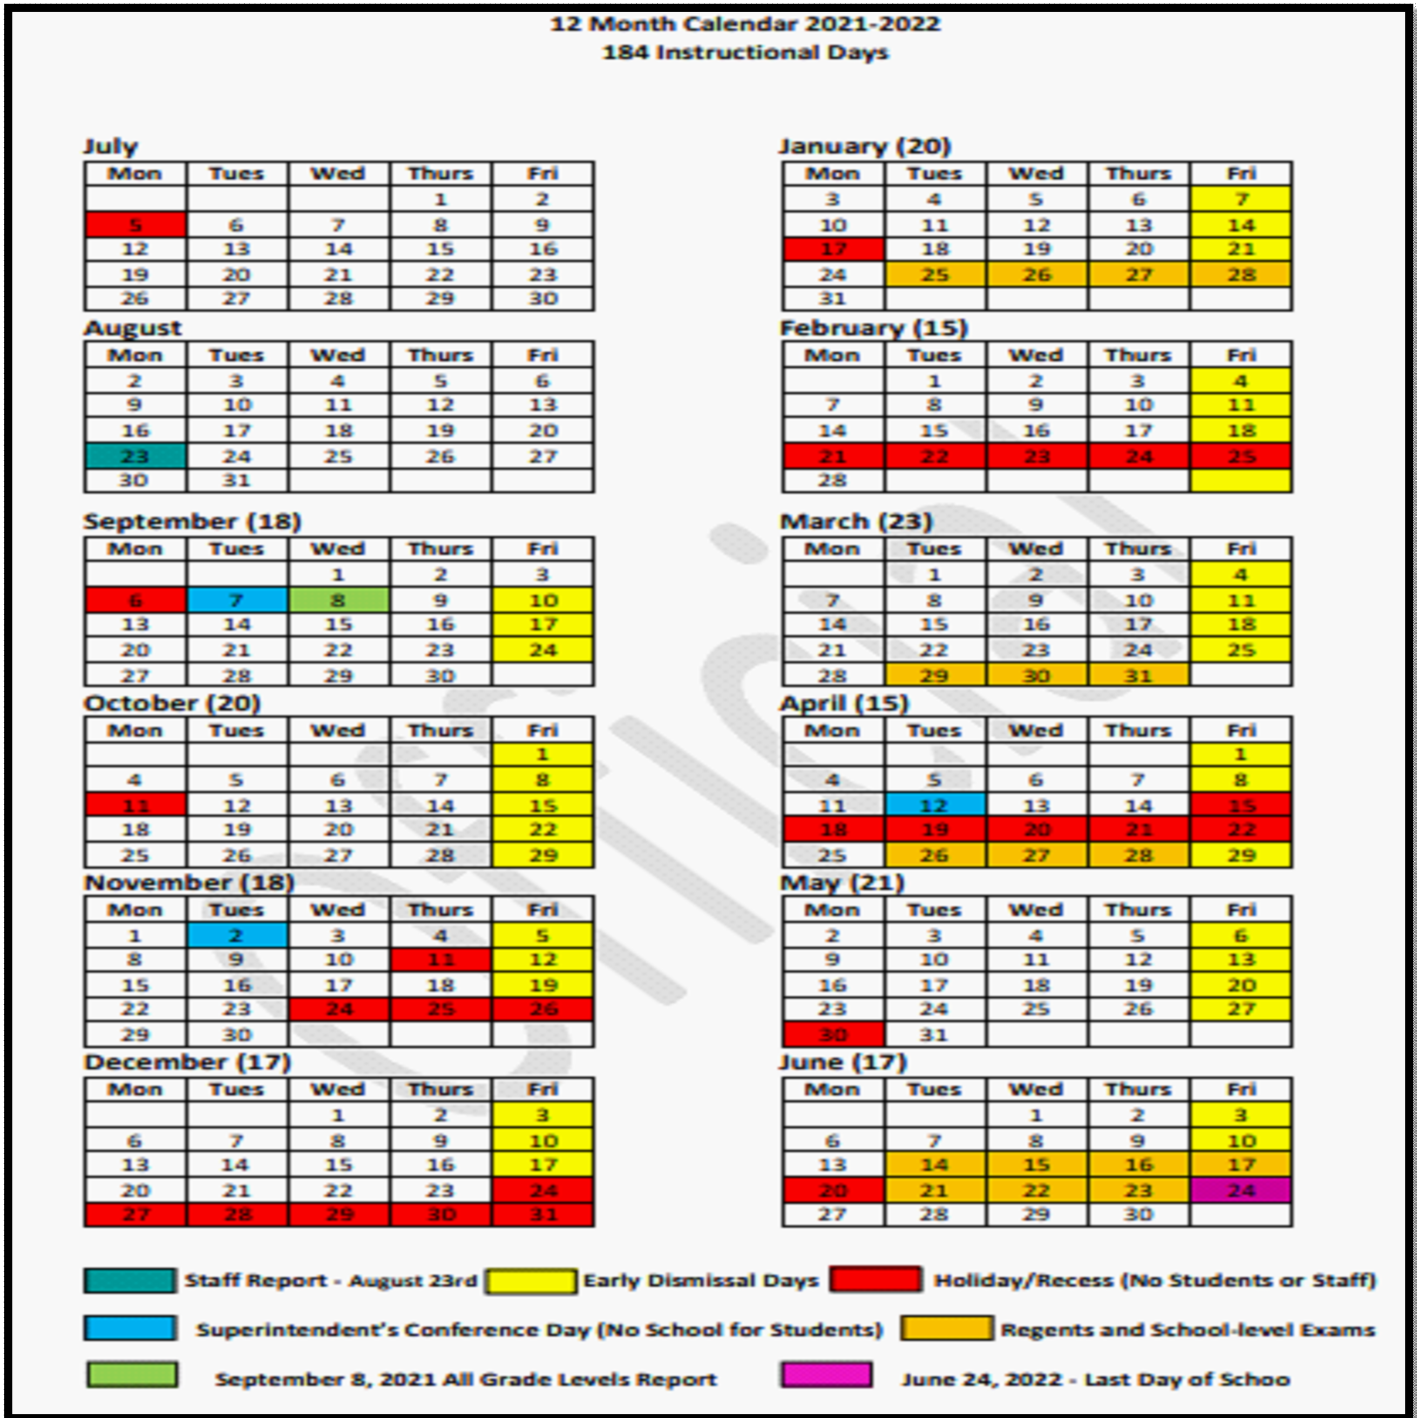 12 Month Calendar 2021-2022
184 Instructional Days
July
Mon Tues Wed Thurs Fri
1 2
5 6 7 8 9
12 13 14 15 16
19 20 21 22 23
26 27 28 29 30
August
Mon Tues Wed Thurs Fri
2 3 4 5 6
9 10 11 12 13
16 17 18 19 20
23 24 25 26 27
30 31
September (18)
Mon Tues Wed Thurs Fri
1 2 3
6 7 8 9 10
13 14 15 16 17
20 21 22 23 24
27 28 29 30
October (20)
Mon Tues Wed Thurs Fri
1
4 5 6 7 8
11 12 13 14 15
18 19 20 21 22
25 26 27 28 29
November (18)
Mon Tues Wed Thurs Fri
1 2 3 4 5
8 9 10 11 12
15 16 17 18 19
22 23 24 25 26
29 30
December (17)
Mon Tues Wed Thurs Fri
1 2 3
6 7 8 9 10
13 14 15 16 17
20 21 22 23 24
27 28 29 30 31
January (20)
Mon Tues Wed Thurs Fri
3 4 5 6 7
10 11 12 13 14
17 18 19 20 21
24 25 26 27 28
31
February (15)
Mon Tues Wed Thurs Fri
1 2 3 4
7 8 9 10 11
14 15 16 17 18
21 22 23 24 25
28
March (23)
Mon Tues Wed Thurs Fri
1 2 3 4
7 8 9 10 11
14 15 16 17 18
21 22 23 24 25
28 29 30 31
April (15)
Mon Tues Wed Thurs Fri
1
4 5 6 7 8
11 12 13 14 15
18 19 20 21 22
25 26 27 28 29
May (21)
Mon Tues Wed Thurs Fri
2 3 4 5 6
9 10 11 12 13
16 17 18 19 20
23 24 25 26 27
30 31
June (17)
Mon Tues Wed Thurs Fri
1 2 3
6 7 8 9 10
13 14 15 16 17
20 21 22 23 24
27 28 29 30
Staff Report - August 23rd Early Dismissal Days Holiday/Recess (No Students or Staff)
Superintendent's Conference Day (No School for Students) Regents and School-level Exams
September 8, 2021 All Grade Levels Report June 24, 2022 - Last Day of Schoo